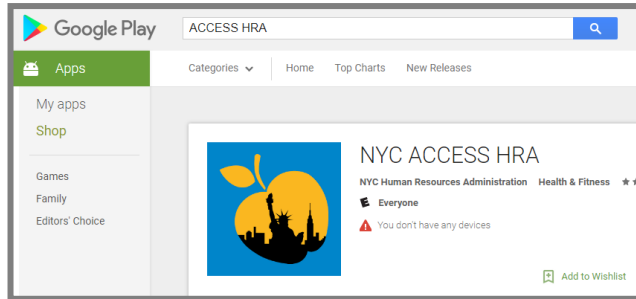 Google Play
ACCESS HRA
Apps
Categories
Home
Top Charts
New Releases
My apps
Shop
Games
Family
Editors' Choice
NYC ACCESS HRA
NYC Human Resources Administration
Health & Fitness
E Everyone
You don't have any devices
Add to Wishlist